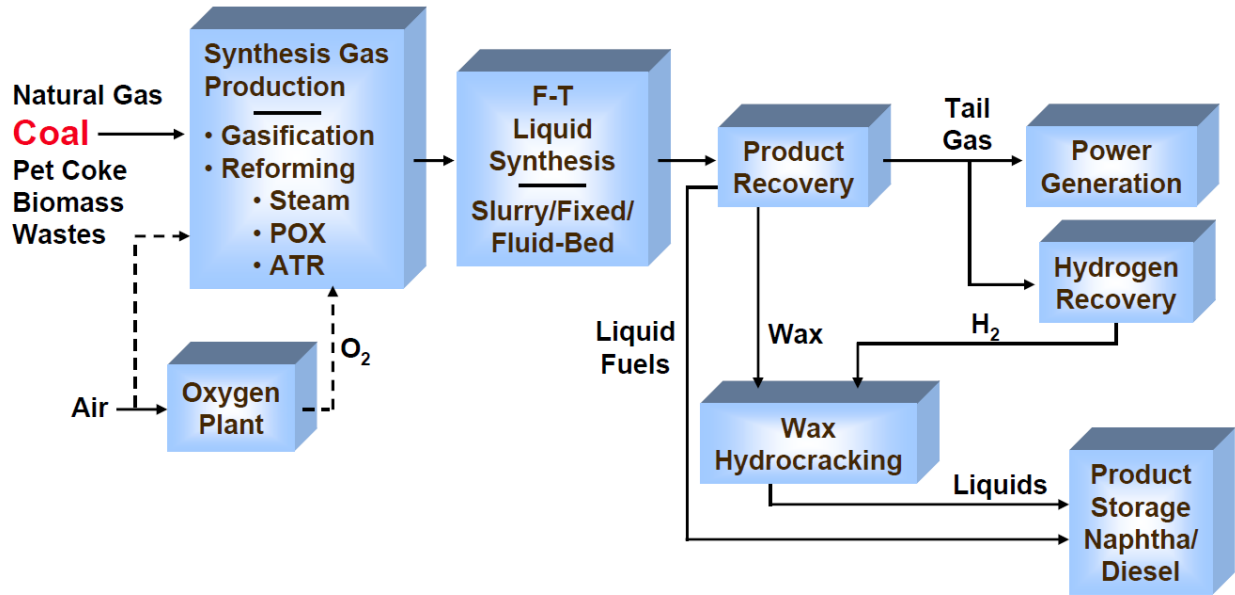 Natural Gas
Coal
Pet Coke
Biomass
Wastes
Synthesis Gas
Production
• Gasification
• Reforming
• Steam
• POX
• ATR
Air
Oxygen
Plant
O2
F-T
Liquid
Synthesis
Slurry/Fixed/
Fluid-Bed
Product
Recovery
Tail
Gas
Power
Generation
Hydrogen
Recovery
H2
Liquid
Fuels
Wax
Wax
Hydrocracking
Liquids
Product
Storage
Naphtha/
Diesel